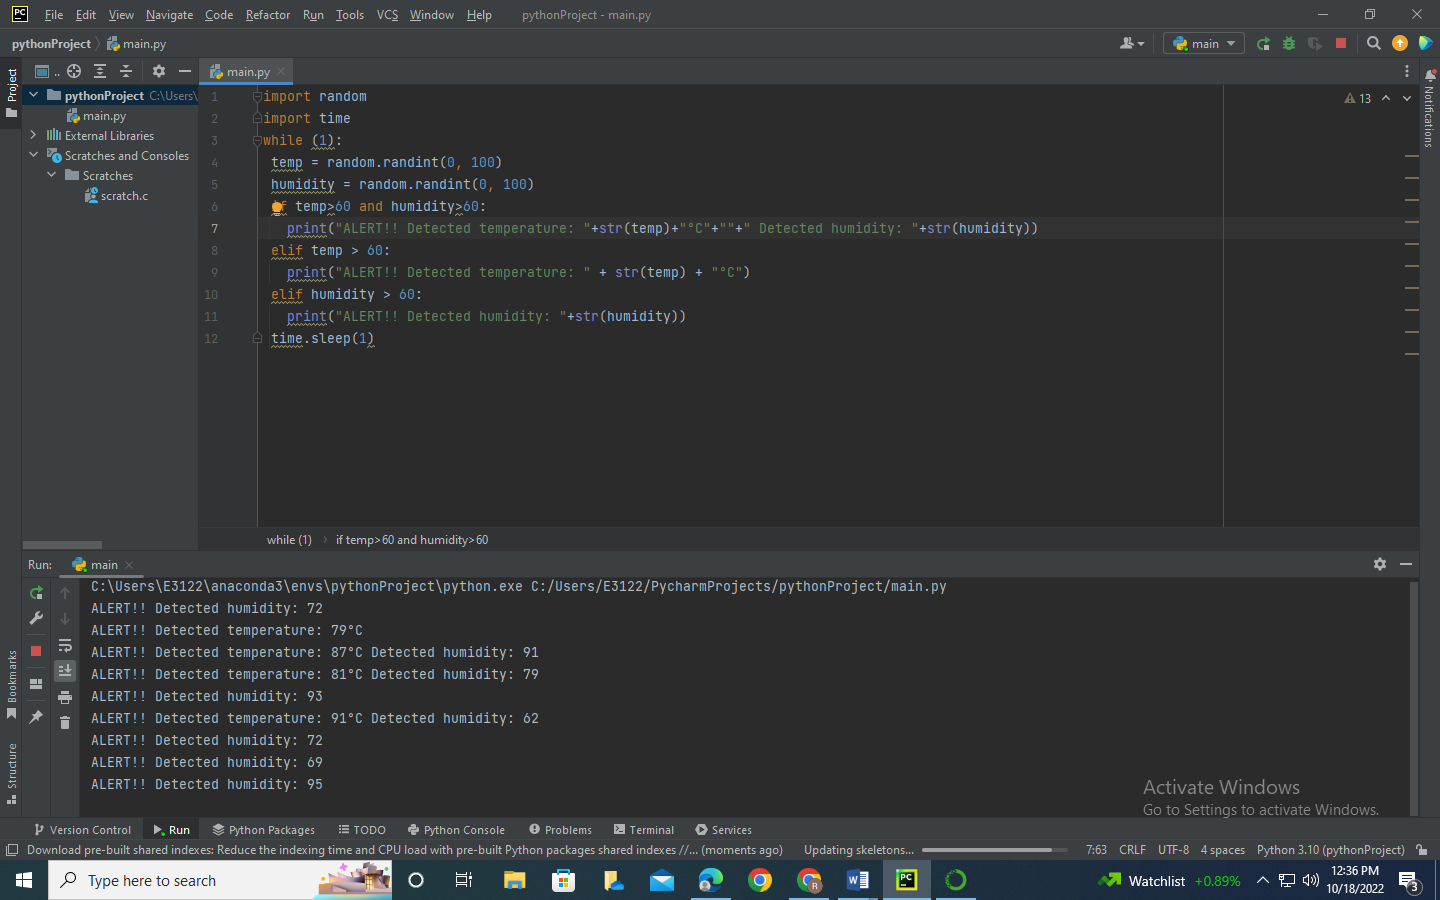 PC File Edit View Navigate Code Refactor Run Tools VCS Window Help pythonProject - main.py
pythonProject main.py main
Project .. main.py
pythonProject C:\Users\
main.py
External Libraries
Scratches and Consoles
Scratches
scratch.c
Notifications
13
1 import random
2 import time
3 while (1):
4 temp = random.randint(0, 100)
5 humidity = random.randint(0, 100)
6 if temp>60 and humidity>60:
7 print("ALERT!! Detected temperature: "+str(temp)+"°C"+""+" Detected humidity: "+str(humidity))
8 elif temp > 60:
9 print("ALERT!! Detected temperature: " + str(temp) + "°C")
10 elif humidity > 60:
11 print("ALERT!! Detected humidity: "+str(humidity))
12 time.sleep(1)
while (1) if temp>60 and humidity>60
Run: main
C:\Users\E3122\anaconda3\envs\pythonProject\python.exe C:/Users/E3122/PycharmProjects/pythonProject/main.py
ALERT!! Detected humidity: 72
ALERT!! Detected temperature: 79°C
ALERT!! Detected temperature: 87°C Detected humidity: 91
ALERT!! Detected temperature: 81°C Detected humidity: 79
ALERT!! Detected humidity: 93
ALERT!! Detected temperature: 91°C Detected humidity: 62
ALERT!! Detected humidity: 72
ALERT!! Detected humidity: 69
ALERT!! Detected humidity: 95
Bookmarks
Structure
Activate Windows
Go to Settings to activate Windows.
Version Control Run Python Packages TODO Python Console Problems Terminal Services
Download pre-built shared indexes: Reduce the indexing time and CPU load with pre-built Python packages shared indexes //... (moments ago) Updating skeletons... 7:63 CRLF UTF-8 4 spaces Python 3.10 (pythonProject)
Type here to search R W PC Watchlist +0.89% 12:36 PM
10/18/2022 3